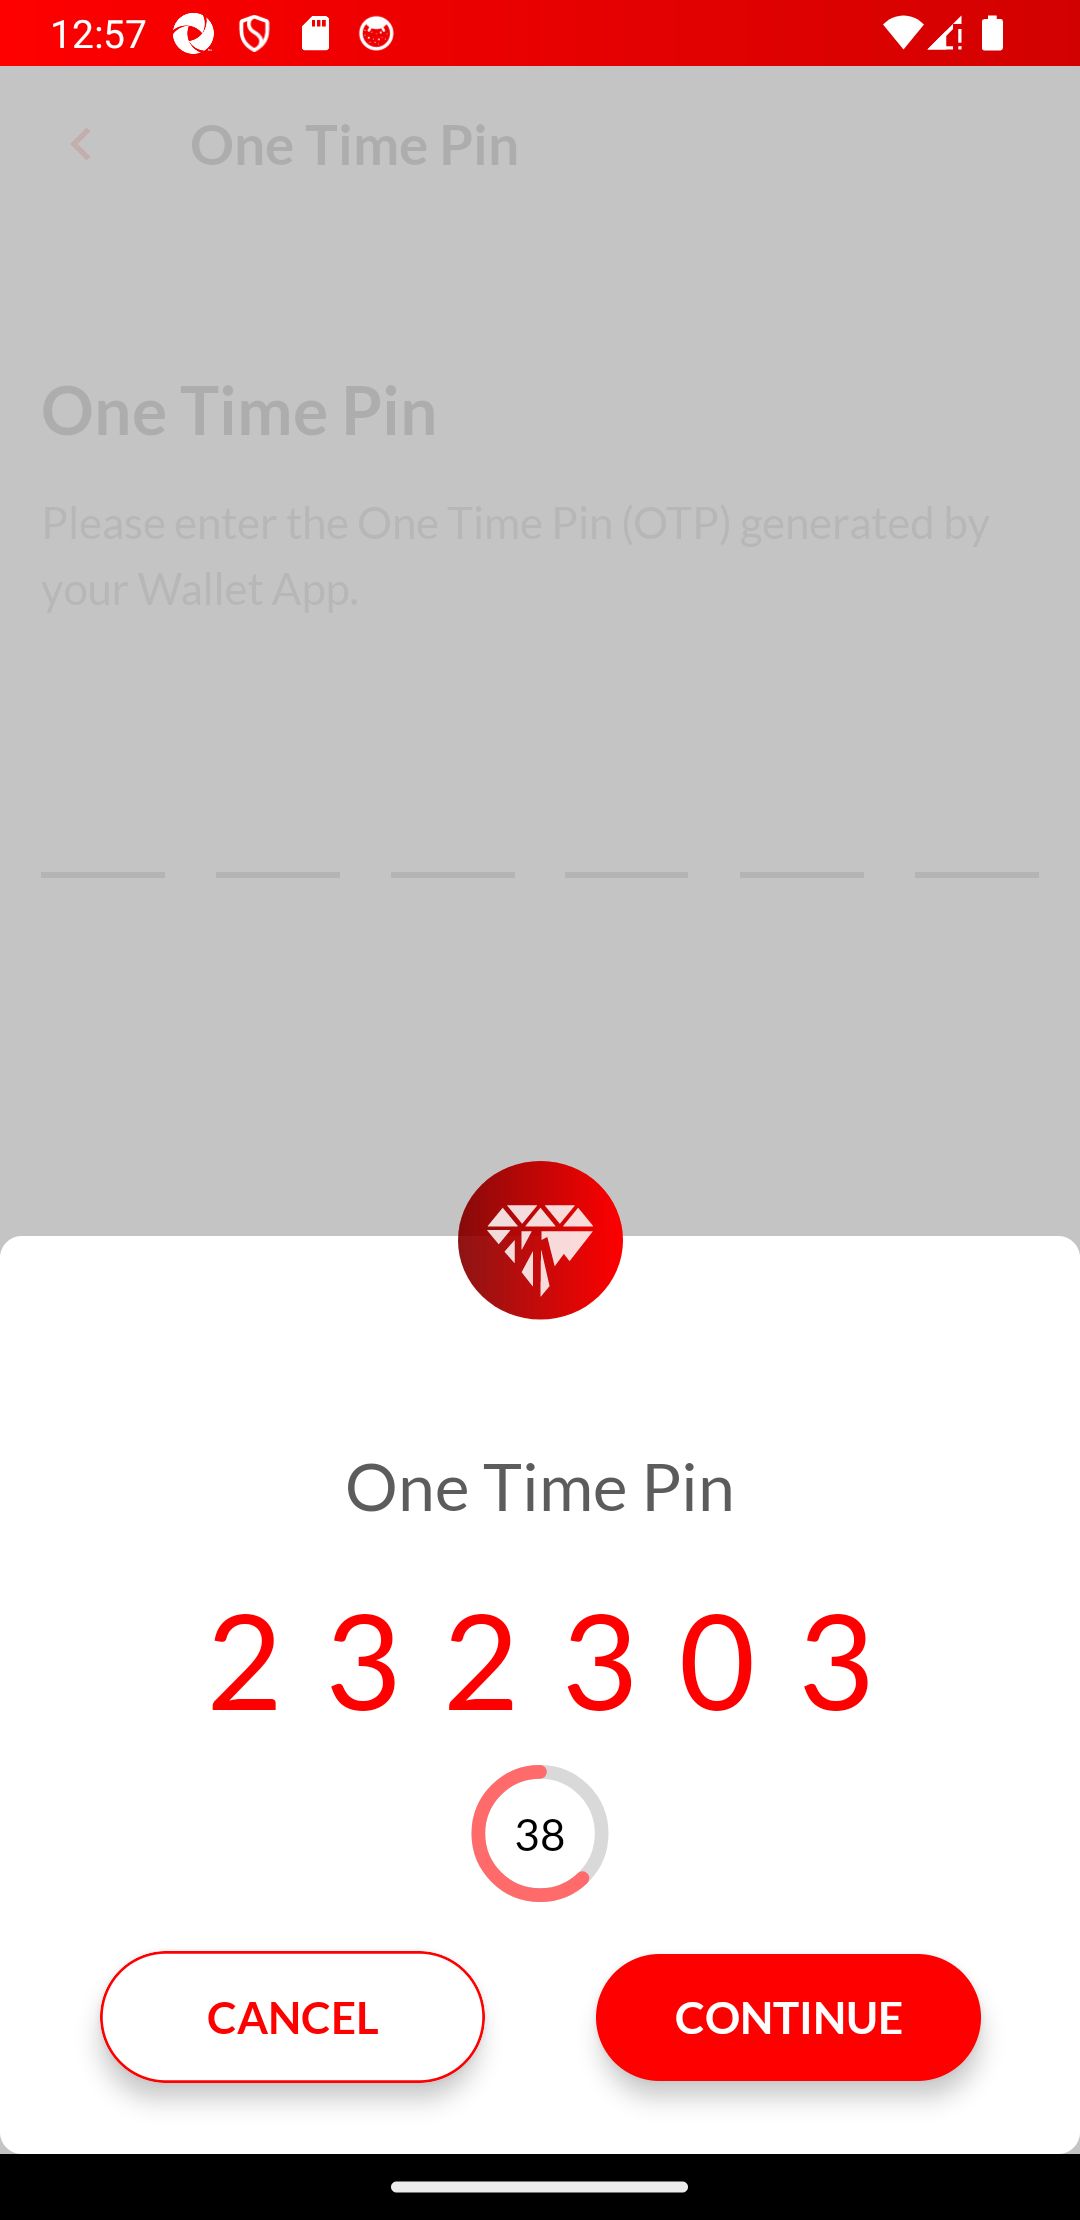 12:57
One Time Pin
One Time Pin
Please enter the One Time Pin (OTP) generated by
your Wallet App.
One Time Pin
2 3 2 3 0 3
38
CANCEL CONTINUE